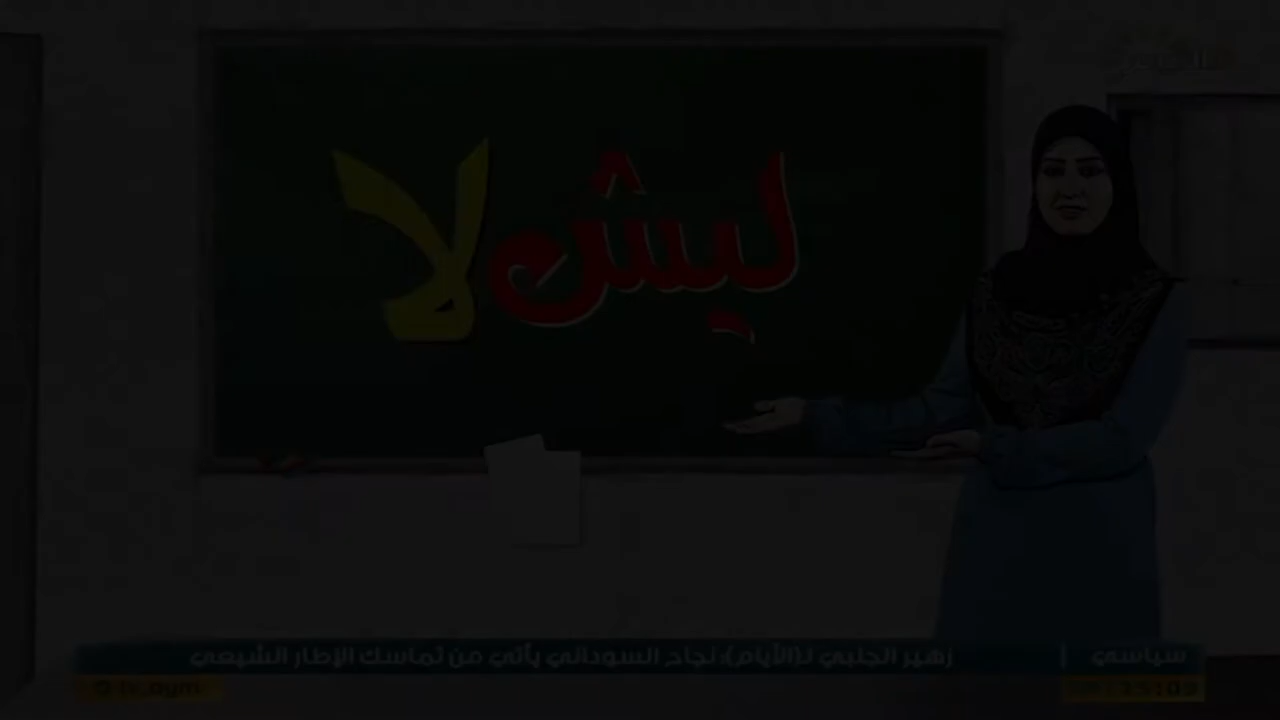 ليش لا
زهير الجلبي لـ(الأيام): نجاح السوداني يأتي من تماسك الإطار الشيعي | سياسي